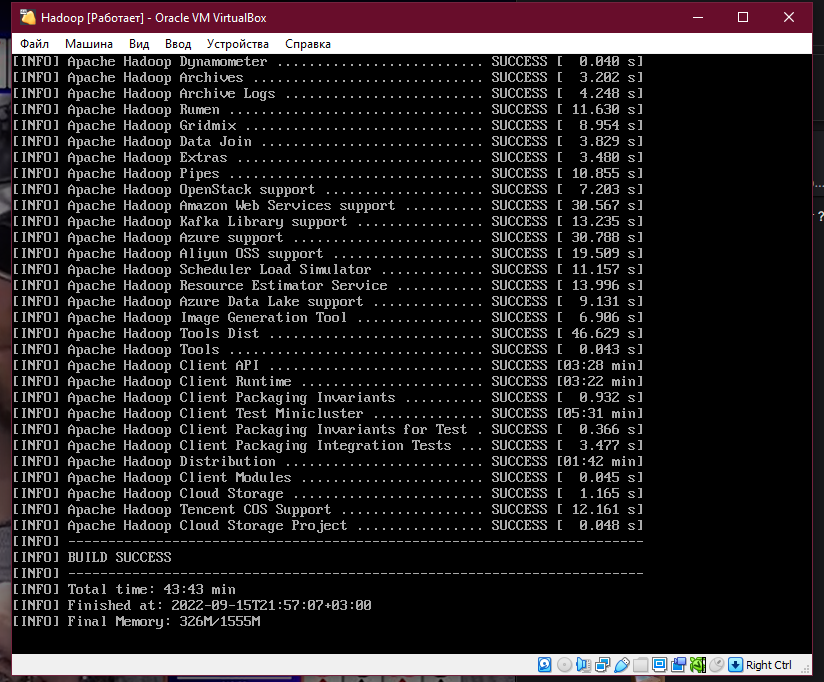 Hadoop [Работает] - Oracle VM VirtualBox
Файл Машина Вид Ввод Устройства Справка
[INFO] Apache Hadoop Dynamometer .......................... SUCCESS [  0.040 s]
[INFO] Apache Hadoop Archives ............................. SUCCESS [  3.202 s]
[INFO] Apache Hadoop Archive Logs ......................... SUCCESS [  4.248 s]
[INFO] Apache Hadoop Rumen ................................ SUCCESS [ 11.630 s]
[INFO] Apache Hadoop Gridmix .............................. SUCCESS [  8.954 s]
[INFO] Apache Hadoop Data Join ............................ SUCCESS [  3.829 s]
[INFO] Apache Hadoop Extras ............................... SUCCESS [  3.480 s]
[INFO] Apache Hadoop Pipes ................................ SUCCESS [ 10.855 s]
[INFO] Apache Hadoop OpenStack support .................... SUCCESS [  7.203 s]
[INFO] Apache Hadoop Amazon Web Services support .......... SUCCESS [ 30.567 s]
[INFO] Apache Hadoop Kafka Library support ................ SUCCESS [ 13.235 s]
[INFO] Apache Hadoop Azure support ........................ SUCCESS [ 30.788 s]
[INFO] Apache Hadoop Aliyun OSS support ................... SUCCESS [ 19.509 s]
[INFO] Apache Hadoop Scheduler Load Simulator ............. SUCCESS [ 11.157 s]
[INFO] Apache Hadoop Resource Estimator Service ........... SUCCESS [ 13.996 s]
[INFO] Apache Hadoop Azure Data Lake support .............. SUCCESS [  9.131 s]
[INFO] Apache Hadoop Image Generation Tool ................ SUCCESS [  6.906 s]
[INFO] Apache Hadoop Tools Dist ........................... SUCCESS [ 46.629 s]
[INFO] Apache Hadoop Tools ................................ SUCCESS [  0.043 s]
[INFO] Apache Hadoop Client API ........................... SUCCESS [03:28 min]
[INFO] Apache Hadoop Client Runtime ....................... SUCCESS [03:22 min]
[INFO] Apache Hadoop Client Packaging Invariants .......... SUCCESS [  0.932 s]
[INFO] Apache Hadoop Client Test Minicluster .............. SUCCESS [05:31 min]
[INFO] Apache Hadoop Client Packaging Invariants for Test . SUCCESS [  0.366 s]
[INFO] Apache Hadoop Client Packaging Integration Tests ... SUCCESS [  3.477 s]
[INFO] Apache Hadoop Distribution ......................... SUCCESS [01:42 min]
[INFO] Apache Hadoop Client Modules ....................... SUCCESS [  0.045 s]
[INFO] Apache Hadoop Cloud Storage ........................ SUCCESS [  1.165 s]
[INFO] Apache Hadoop Tencent COS Support .................. SUCCESS [ 12.161 s]
[INFO] Apache Hadoop Cloud Storage Project ................ SUCCESS [  0.048 s]
[INFO] ------------------------------------------------------------------------
[INFO] BUILD SUCCESS
[INFO] ------------------------------------------------------------------------
[INFO] Total time: 43:43 min
[INFO] Finished at: 2022-09-15T21:57:07+03:00
[INFO] Final Memory: 326M/1555M
Right Ctrl